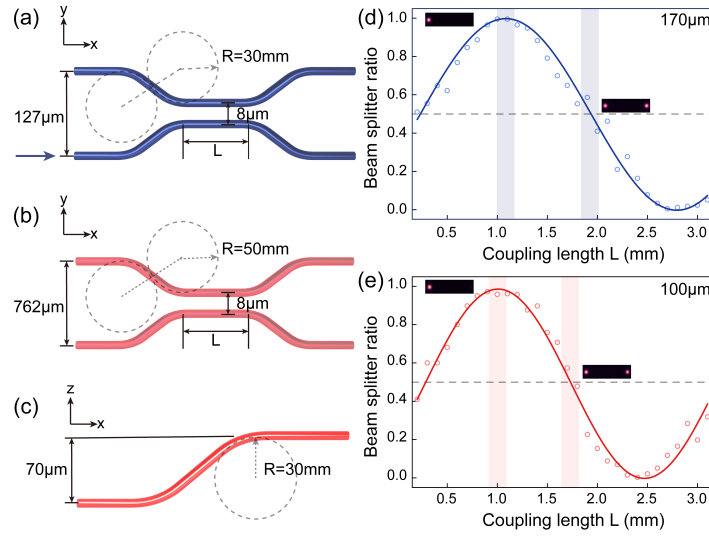 (a)
y
x
R=30mm
127μm
8μm
L
(b)
y
x
R=50mm
762μm
8μm
L
(c)
z
x
70μm
R=30mm
(d)
170μm
Beam splitter ratio
1.0
0.8
0.6
0.4
0.2
0.0
0.5 1.0 1.5 2.0 2.5 3.0
Coupling length L (mm)
(e)
100μm
Beam splitter ratio
1.0
0.8
0.6
0.4
0.2
0.0
0.5 1.0 1.5 2.0 2.5 3.0
Coupling length L (mm)